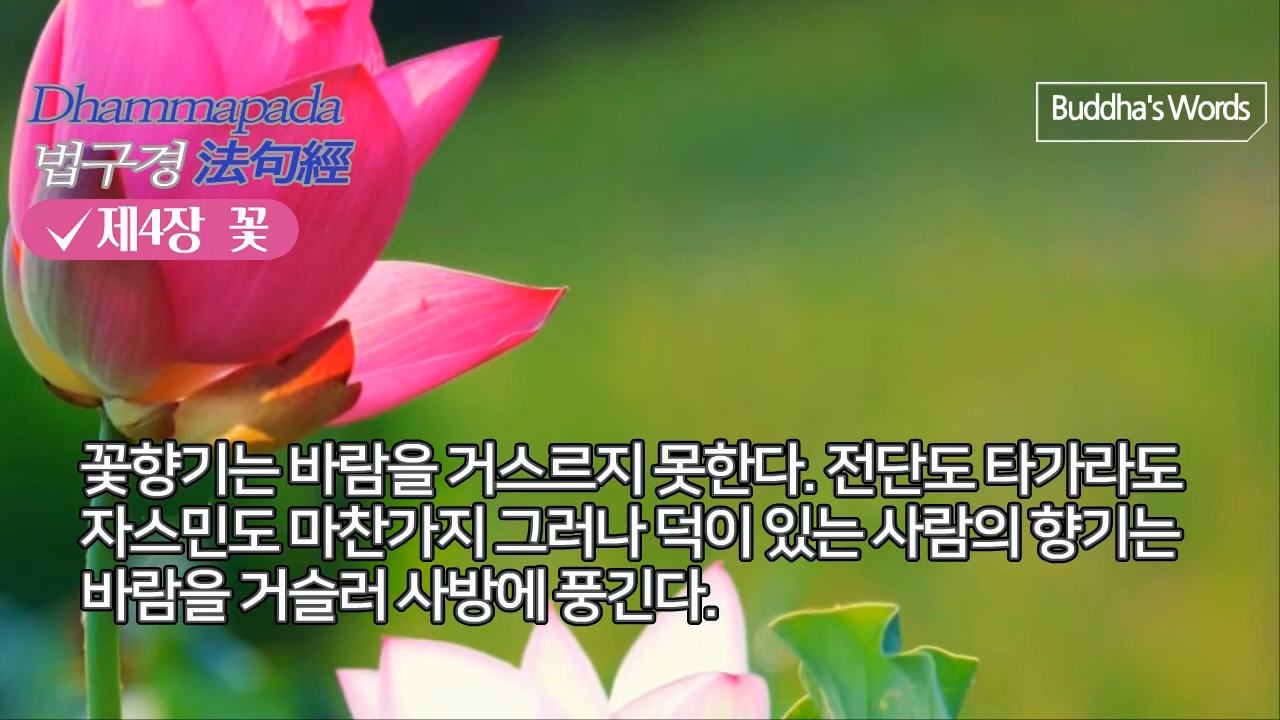 Dhammapada
법구경 法句經
제4장 꽃
Buddha's Words
꽃향기는 바람을 거스르지 못한다. 전단도 타가라도
자스민도 마찬가지 그러나 덕이 있는 사람의 향기는
바람을 거슬러 사방에 풍긴다.